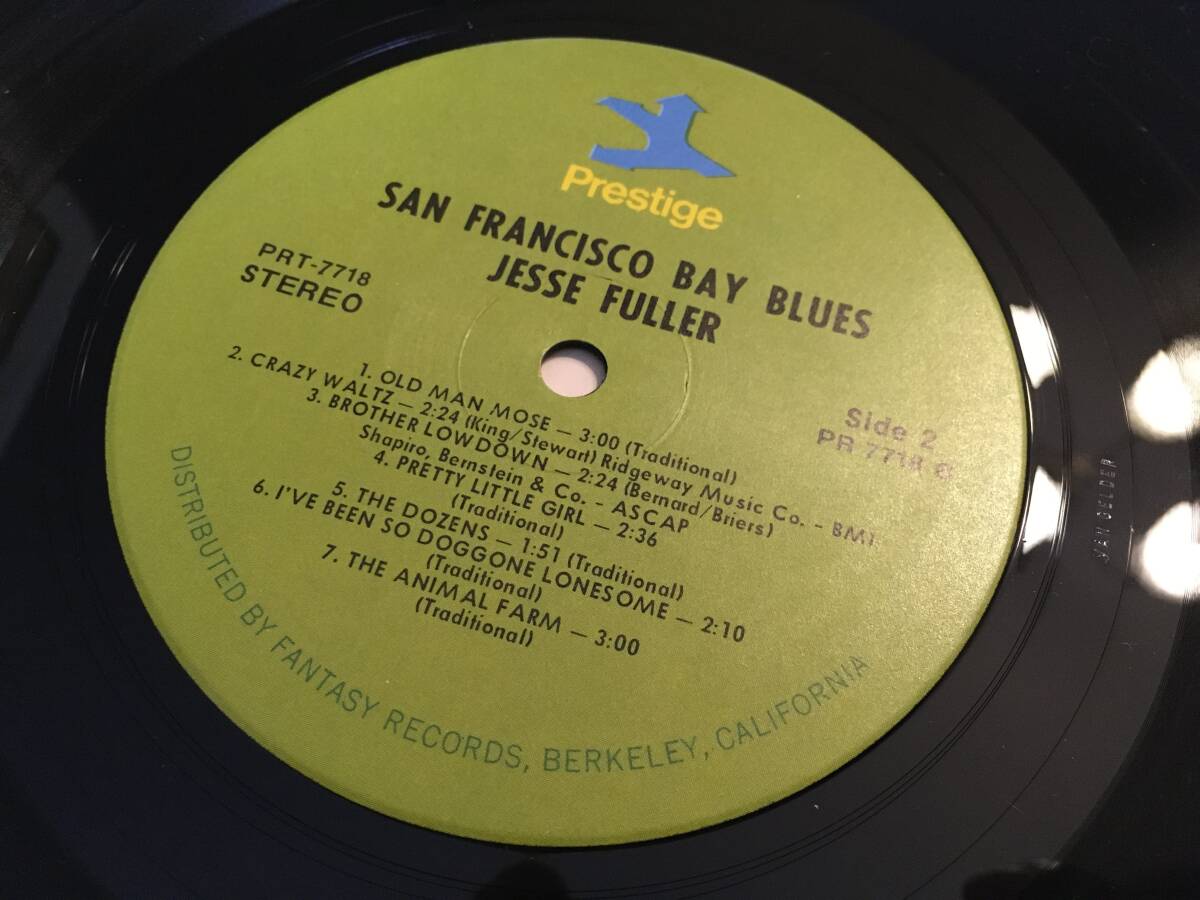 Prestige
SAN FRANCISCO BAY BLUES
JESSE FULLER
PRT-7718
STEREO
Side 2
PR 7718 B
1. OLD MAN MOSE – 3:00 (Traditional)
2. CRAZY WALTZ – 2:24 (King/Stewart) Ridgeway Music Co. - BMI
3. BROTHER LOWDOWN – 2:24 (Bernard/Briers)
Shapiro, Bernstein & Co. - ASCAP
4. PRETTY LITTLE GIRL – 2:36
(Traditional)
5. THE DOZENS – 1:51 (Traditional)
6. I'VE BEEN SO DOGGONE LONESOME – 2:10
(Traditional)
7. THE ANIMAL FARM – 3:00
(Traditional)
DISTRIBUTED BY FANTASY RECORDS, BERKELEY, CALIFORNIA
VAN GELDER